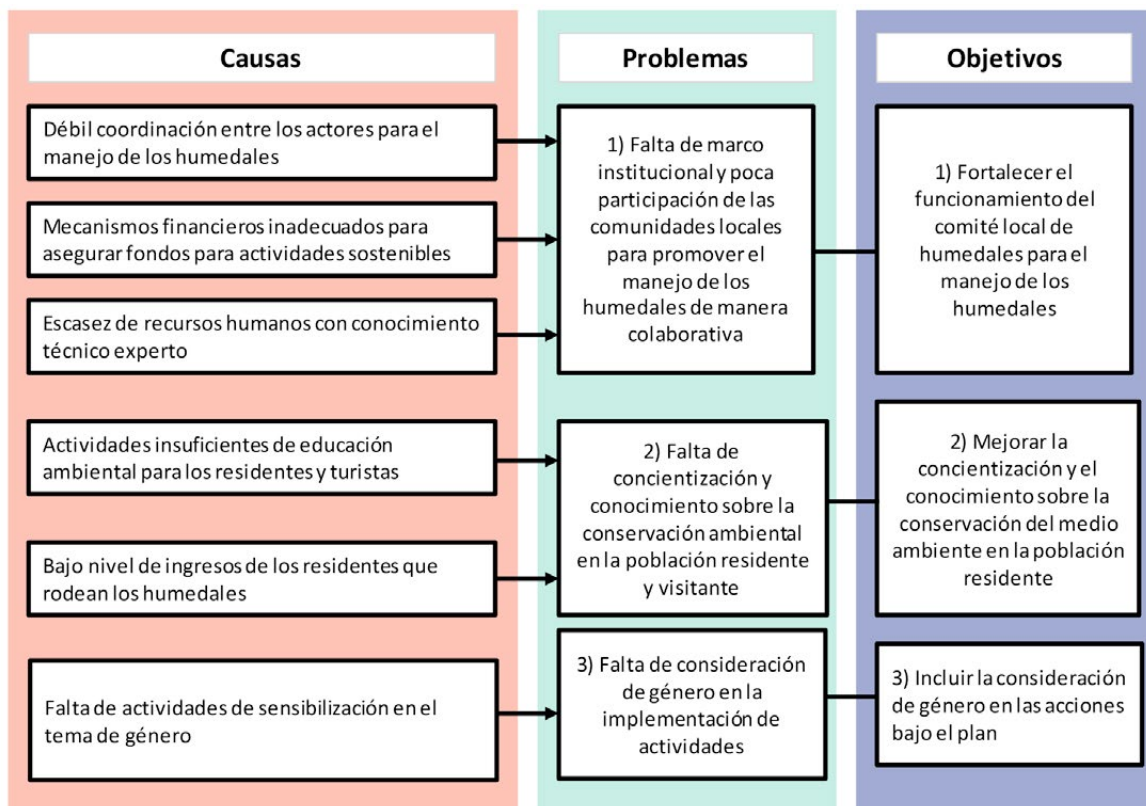 Causas
Problemas
Objetivos
Débil coordinación entre los actores para el
manejo de los humedales
Mecanismos financieros inadecuados para
asegurar fondos para actividades sostenibles
Escasez de recursos humanos con conocimiento
técnico experto
1) Falta de marco
institucional y poca
participación de las
comunidades locales
para promover el
manejo de los
humedales de manera
colaborativa
1) Fortalecer el
funcionamiento del
comité local de
humedales para el
manejo de los
humedales
Actividades insuficientes de educación
ambiental para los residentes y turistas
Bajo nivel de ingresos de los residentes que
rodean los humedales
2) Falta de
concientización y
conocimiento sobre la
conservación ambiental
en la población residente
y visitante
2) Mejorar la
concientización y el
conocimiento sobre la
conservación del medio
ambiente en la población
residente
Falta de actividades de sensibilización en el
tema de género
3) Falta de consideración
de género en la
implementación de
actividades
3) Incluir la consideración
de género en las acciones
bajo el plan